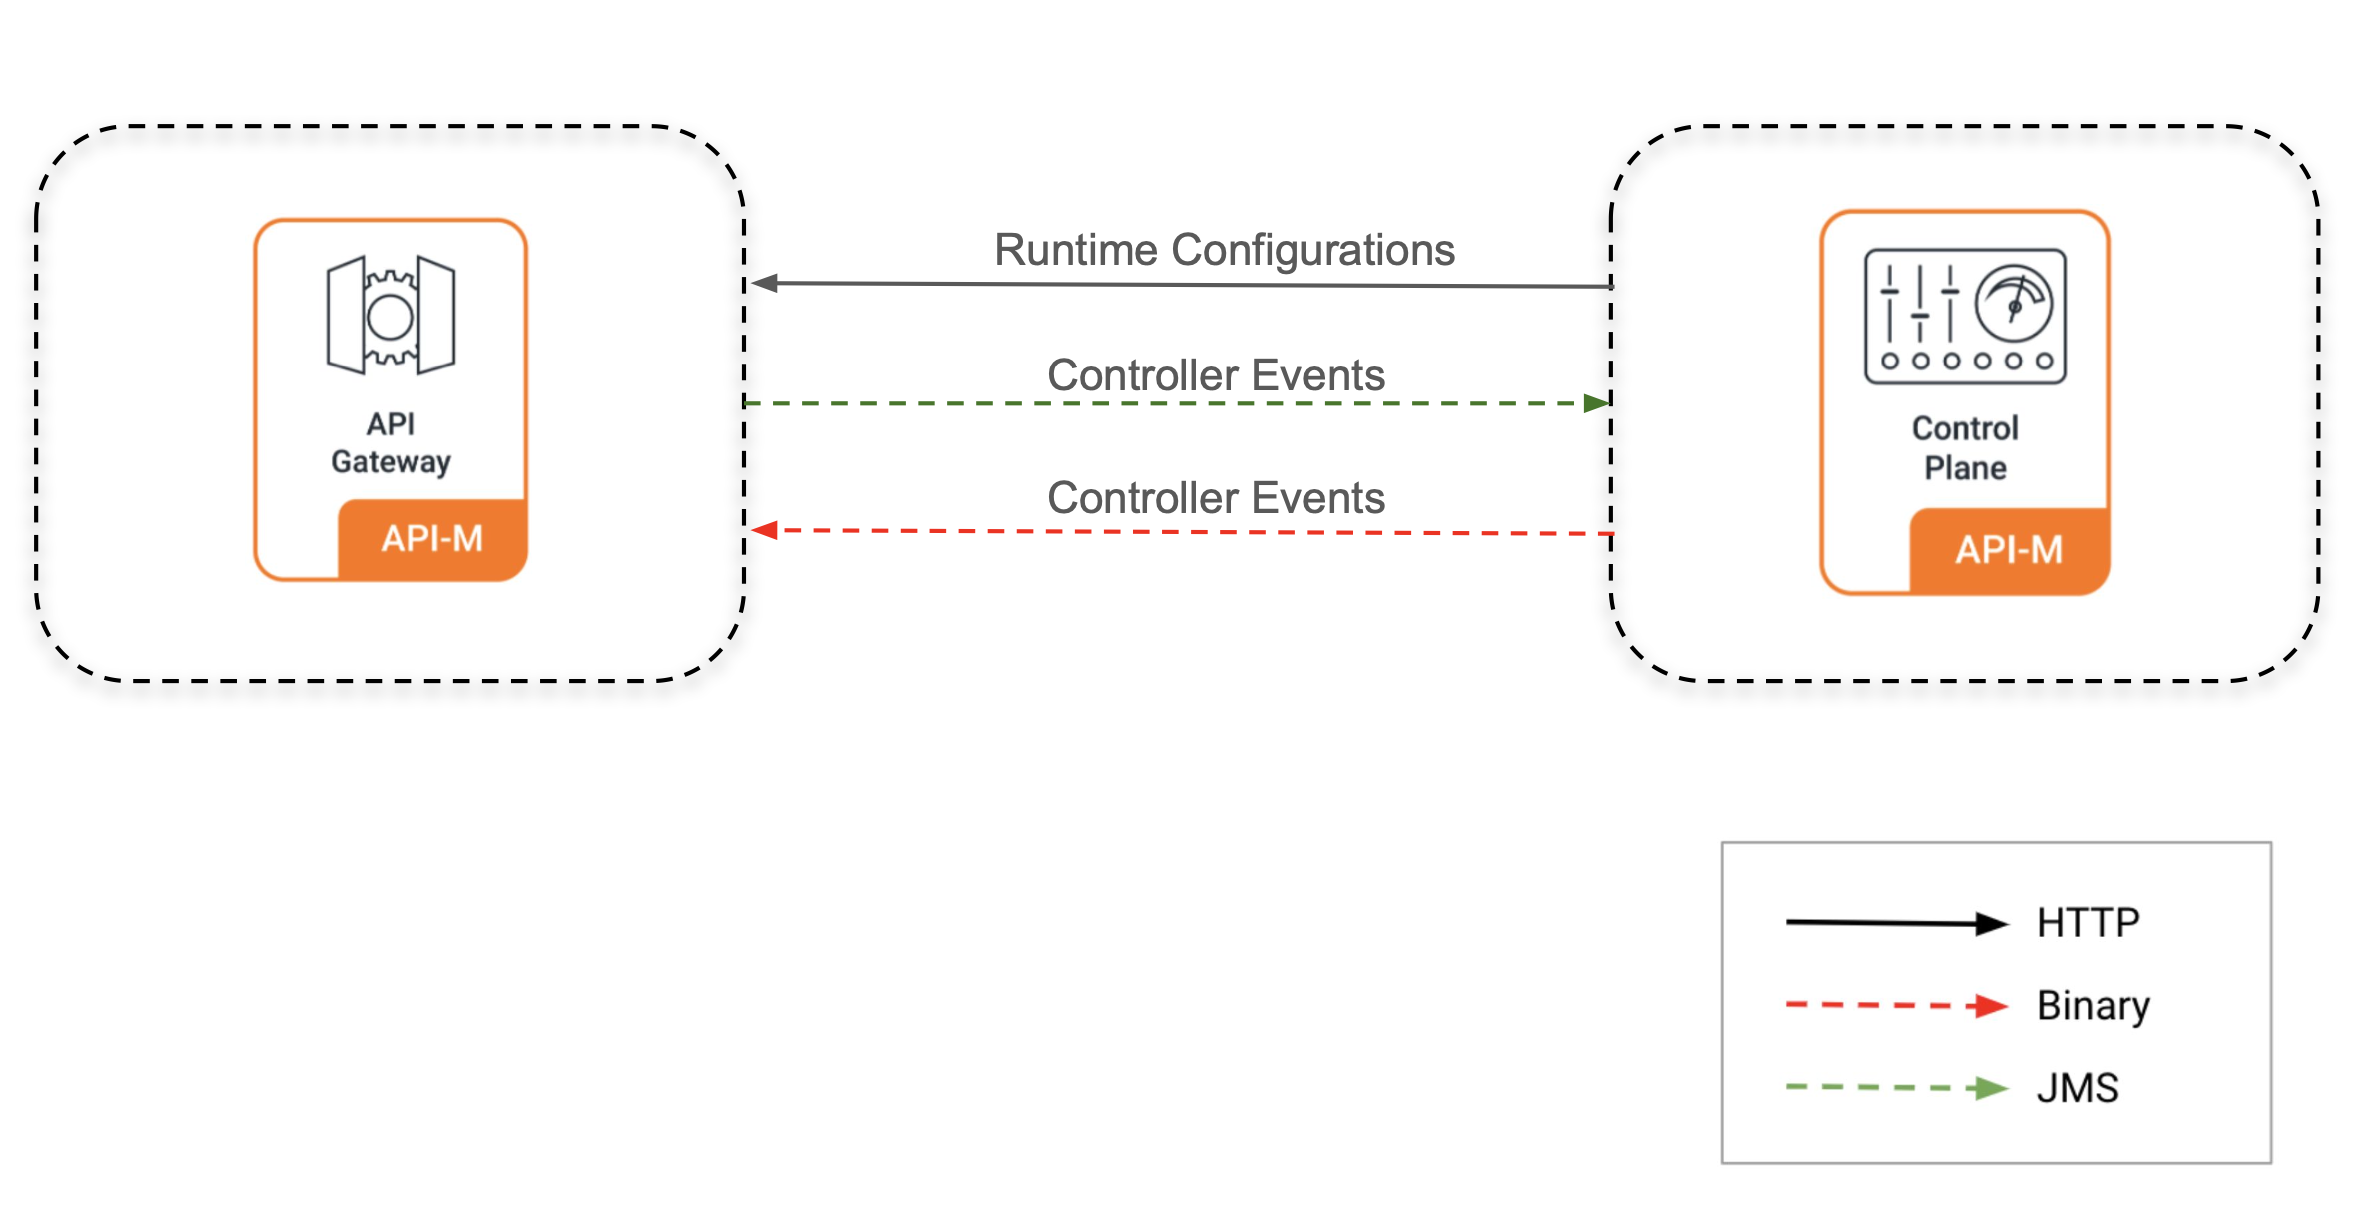 Runtime Configurations
Controller Events
Controller Events
API
Gateway
API-M
Control
Plane
API-M
HTTP
Binary
JMS